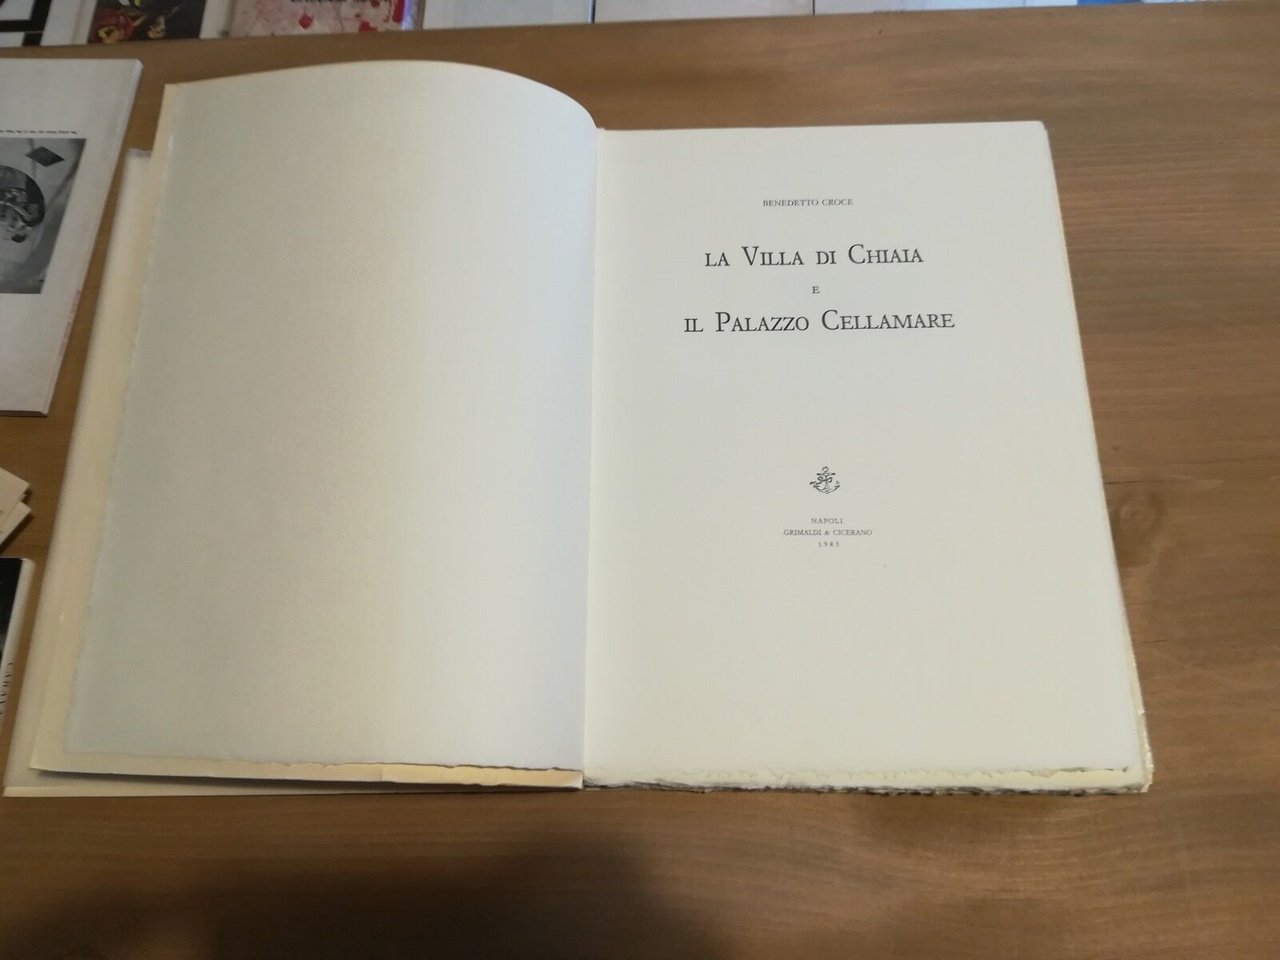 BENEDETTO CROCE
LA VILLA DI CHIAIA
E
IL PALAZZO CELLAMARE
NAPOLI
GRIMALDI & CICERANO
1983